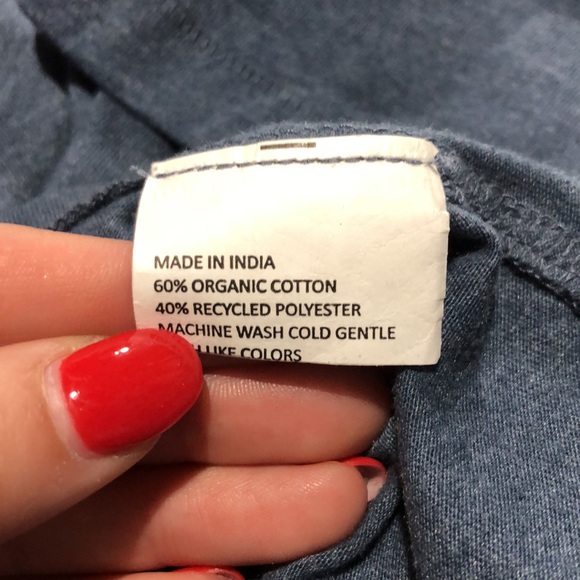 MADE IN INDIA
60% ORGANIC COTTON
40% RECYCLED POLYESTER
MACHINE WASH COLD GENTLE
LIKE COLORS